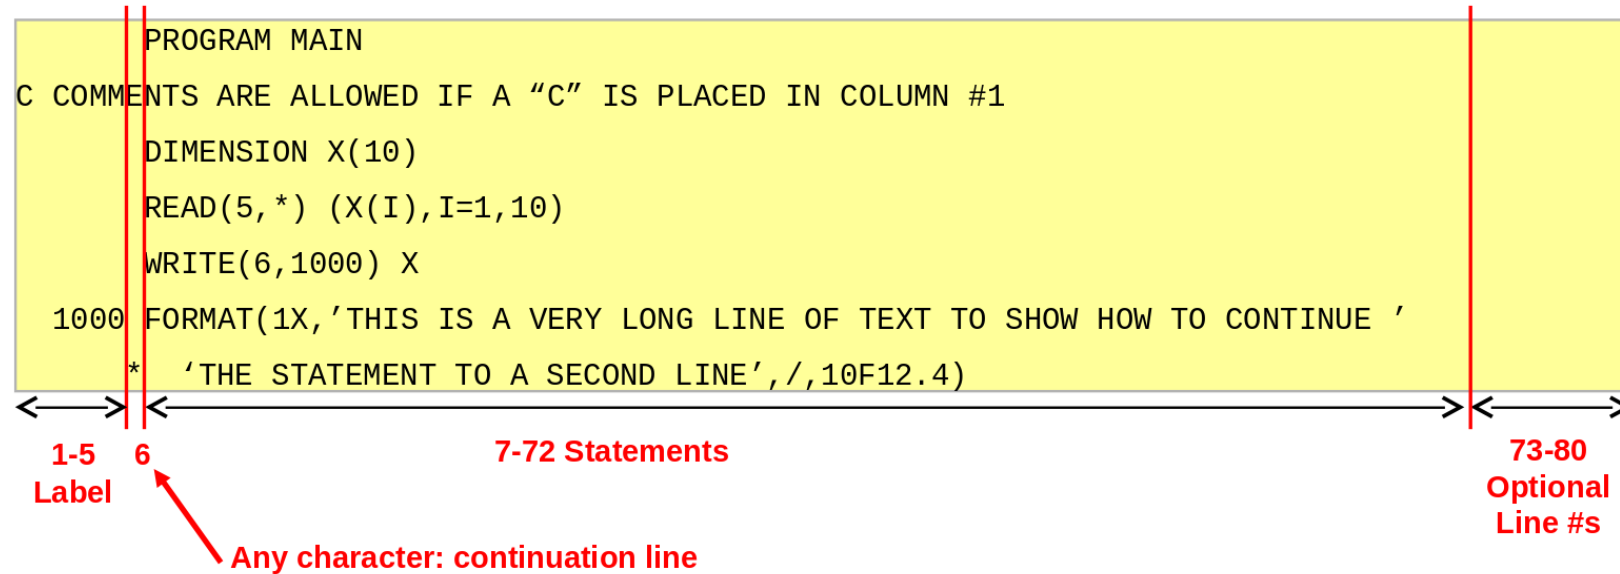 PROGRAM MAIN
C COMMENTS ARE ALLOWED IF A “C” IS PLACED IN COLUMN #1
DIMENSION X(10)
READ(5,*) (X(I),I=1,10)
WRITE(6,1000) X
1000 FORMAT(1X,’THIS IS A VERY LONG LINE OF TEXT TO SHOW HOW TO CONTINUE ’
* ‘THE STATEMENT TO A SECOND LINE’,/,10F12.4)
1-5 6 7-72 Statements 73-80
Label Optional
Line #s
Any character: continuation line